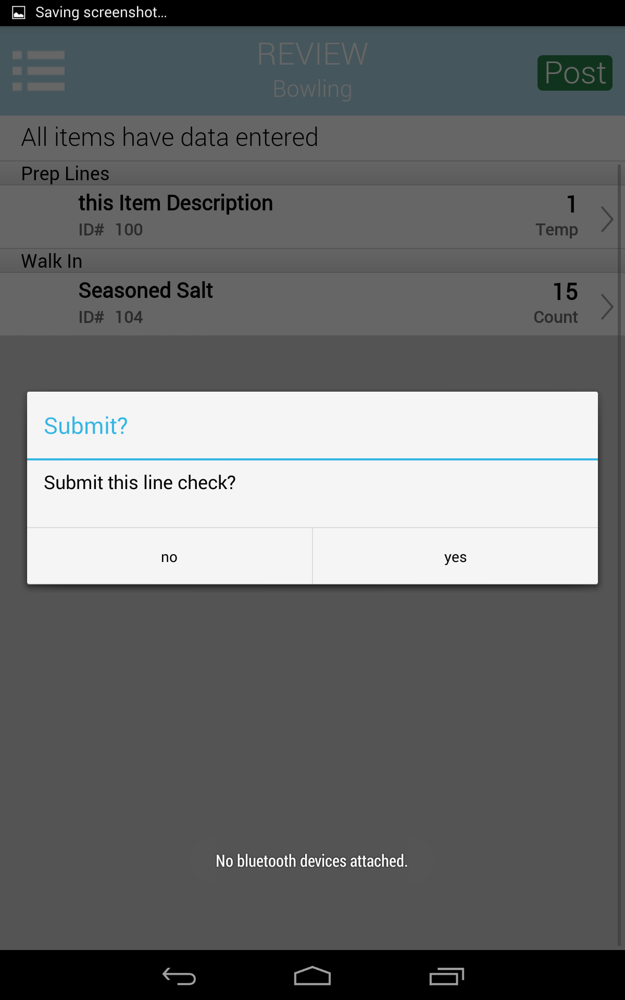 Saving screenshot...
REVIEW
Bowling
Post
All items have data entered
Prep Lines
this Item Description 1
ID# 100 Temp
Walk In
Seasoned Salt 15
ID# 104 Count
Submit?
Submit this line check?
no yes
No bluetooth devices attached.